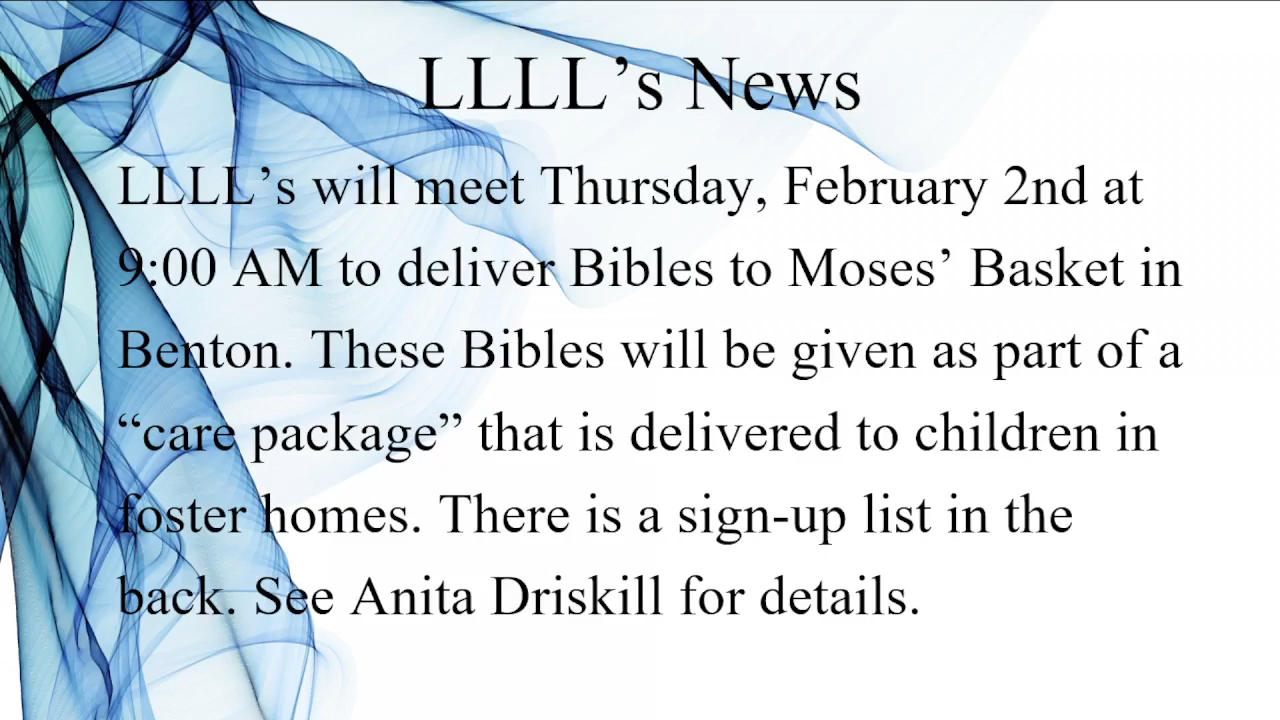 LLLL’s News
LLLL’s will meet Thursday, February 2nd at
9:00 AM to deliver Bibles to Moses’ Basket in
Benton. These Bibles will be given as part of a
“care package” that is delivered to children in
foster homes. There is a sign-up list in the
back. See Anita Driskill for details.